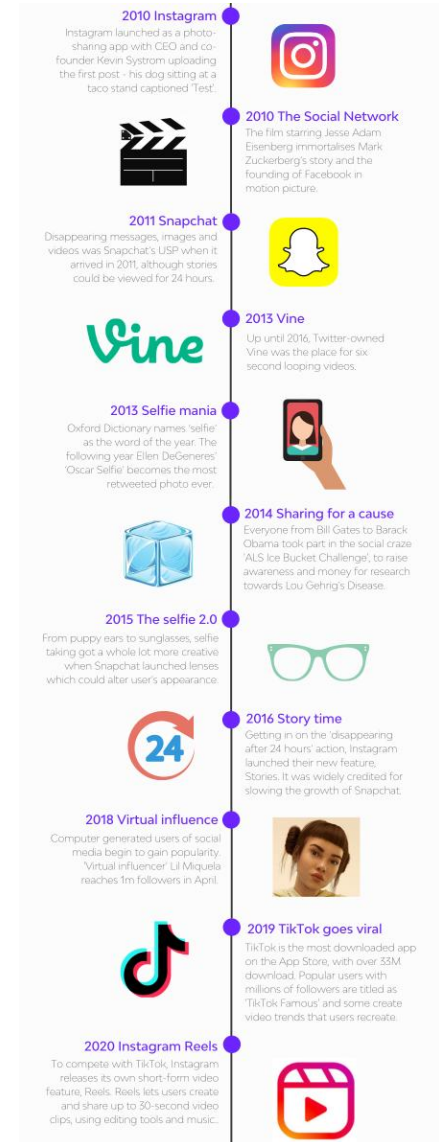 2010 Instagram
Instagram launched as a photo-
sharing app with CEO and co-
founder Kevin Systrom uploading
the first post - his dog sitting at a
taco stand captioned 'Test'.
2010 The Social Network
The film starring Jesse Adam
Eisenberg immortalises Mark
Zuckerberg's story and the
founding of Facebook in
motion picture.
2011 Snapchat
Disappearing messages, images and
videos was Snapchat's USP when it
arrived in 2011, although stories
could be viewed for 24 hours.
Vine
2013 Vine
Up until 2016, Twitter-owned
Vine was the place for six
second looping videos.
2013 Selfie mania
Oxford Dictionary names 'selfie'
as the word of the year. The
following year Ellen DeGeneres'
'Oscar Selfie' becomes the most
retweeted photo ever.
2014 Sharing for a cause
Everyone from Bill Gates to Barack
Obama took part in the social craze
'ALS Ice Bucket Challenge', to raise
awareness and money for research
towards Lou Gehrig's Disease.
2015 The selfie 2.0
From puppy ears to sunglasses, selfie
taking got a whole lot more creative
when Snapchat launched lenses
which could alter user's appearance.
24
2016 Story time
Getting in on the 'disappearing
after 24 hours' action, Instagram
launched their new feature,
Stories. It was widely credited for
slowing the growth of Snapchat.
2018 Virtual influence
Computer generated users of social
media begin to gain popularity.
'Virtual influencer' Lil Miquela
reaches 1m followers in April.
2019 TikTok goes viral
TikTok is the most downloaded app
on the App Store, with over 33M
download. Popular users with
millions of followers are titled as
'TikTok Famous' and some create
video trends that users recreate.
2020 Instagram Reels
To compete with TikTok, Instagram
releases its own short-form video
feature, Reels. Reels lets users create
and share up to 30-second video
clips, using editing tools and music..